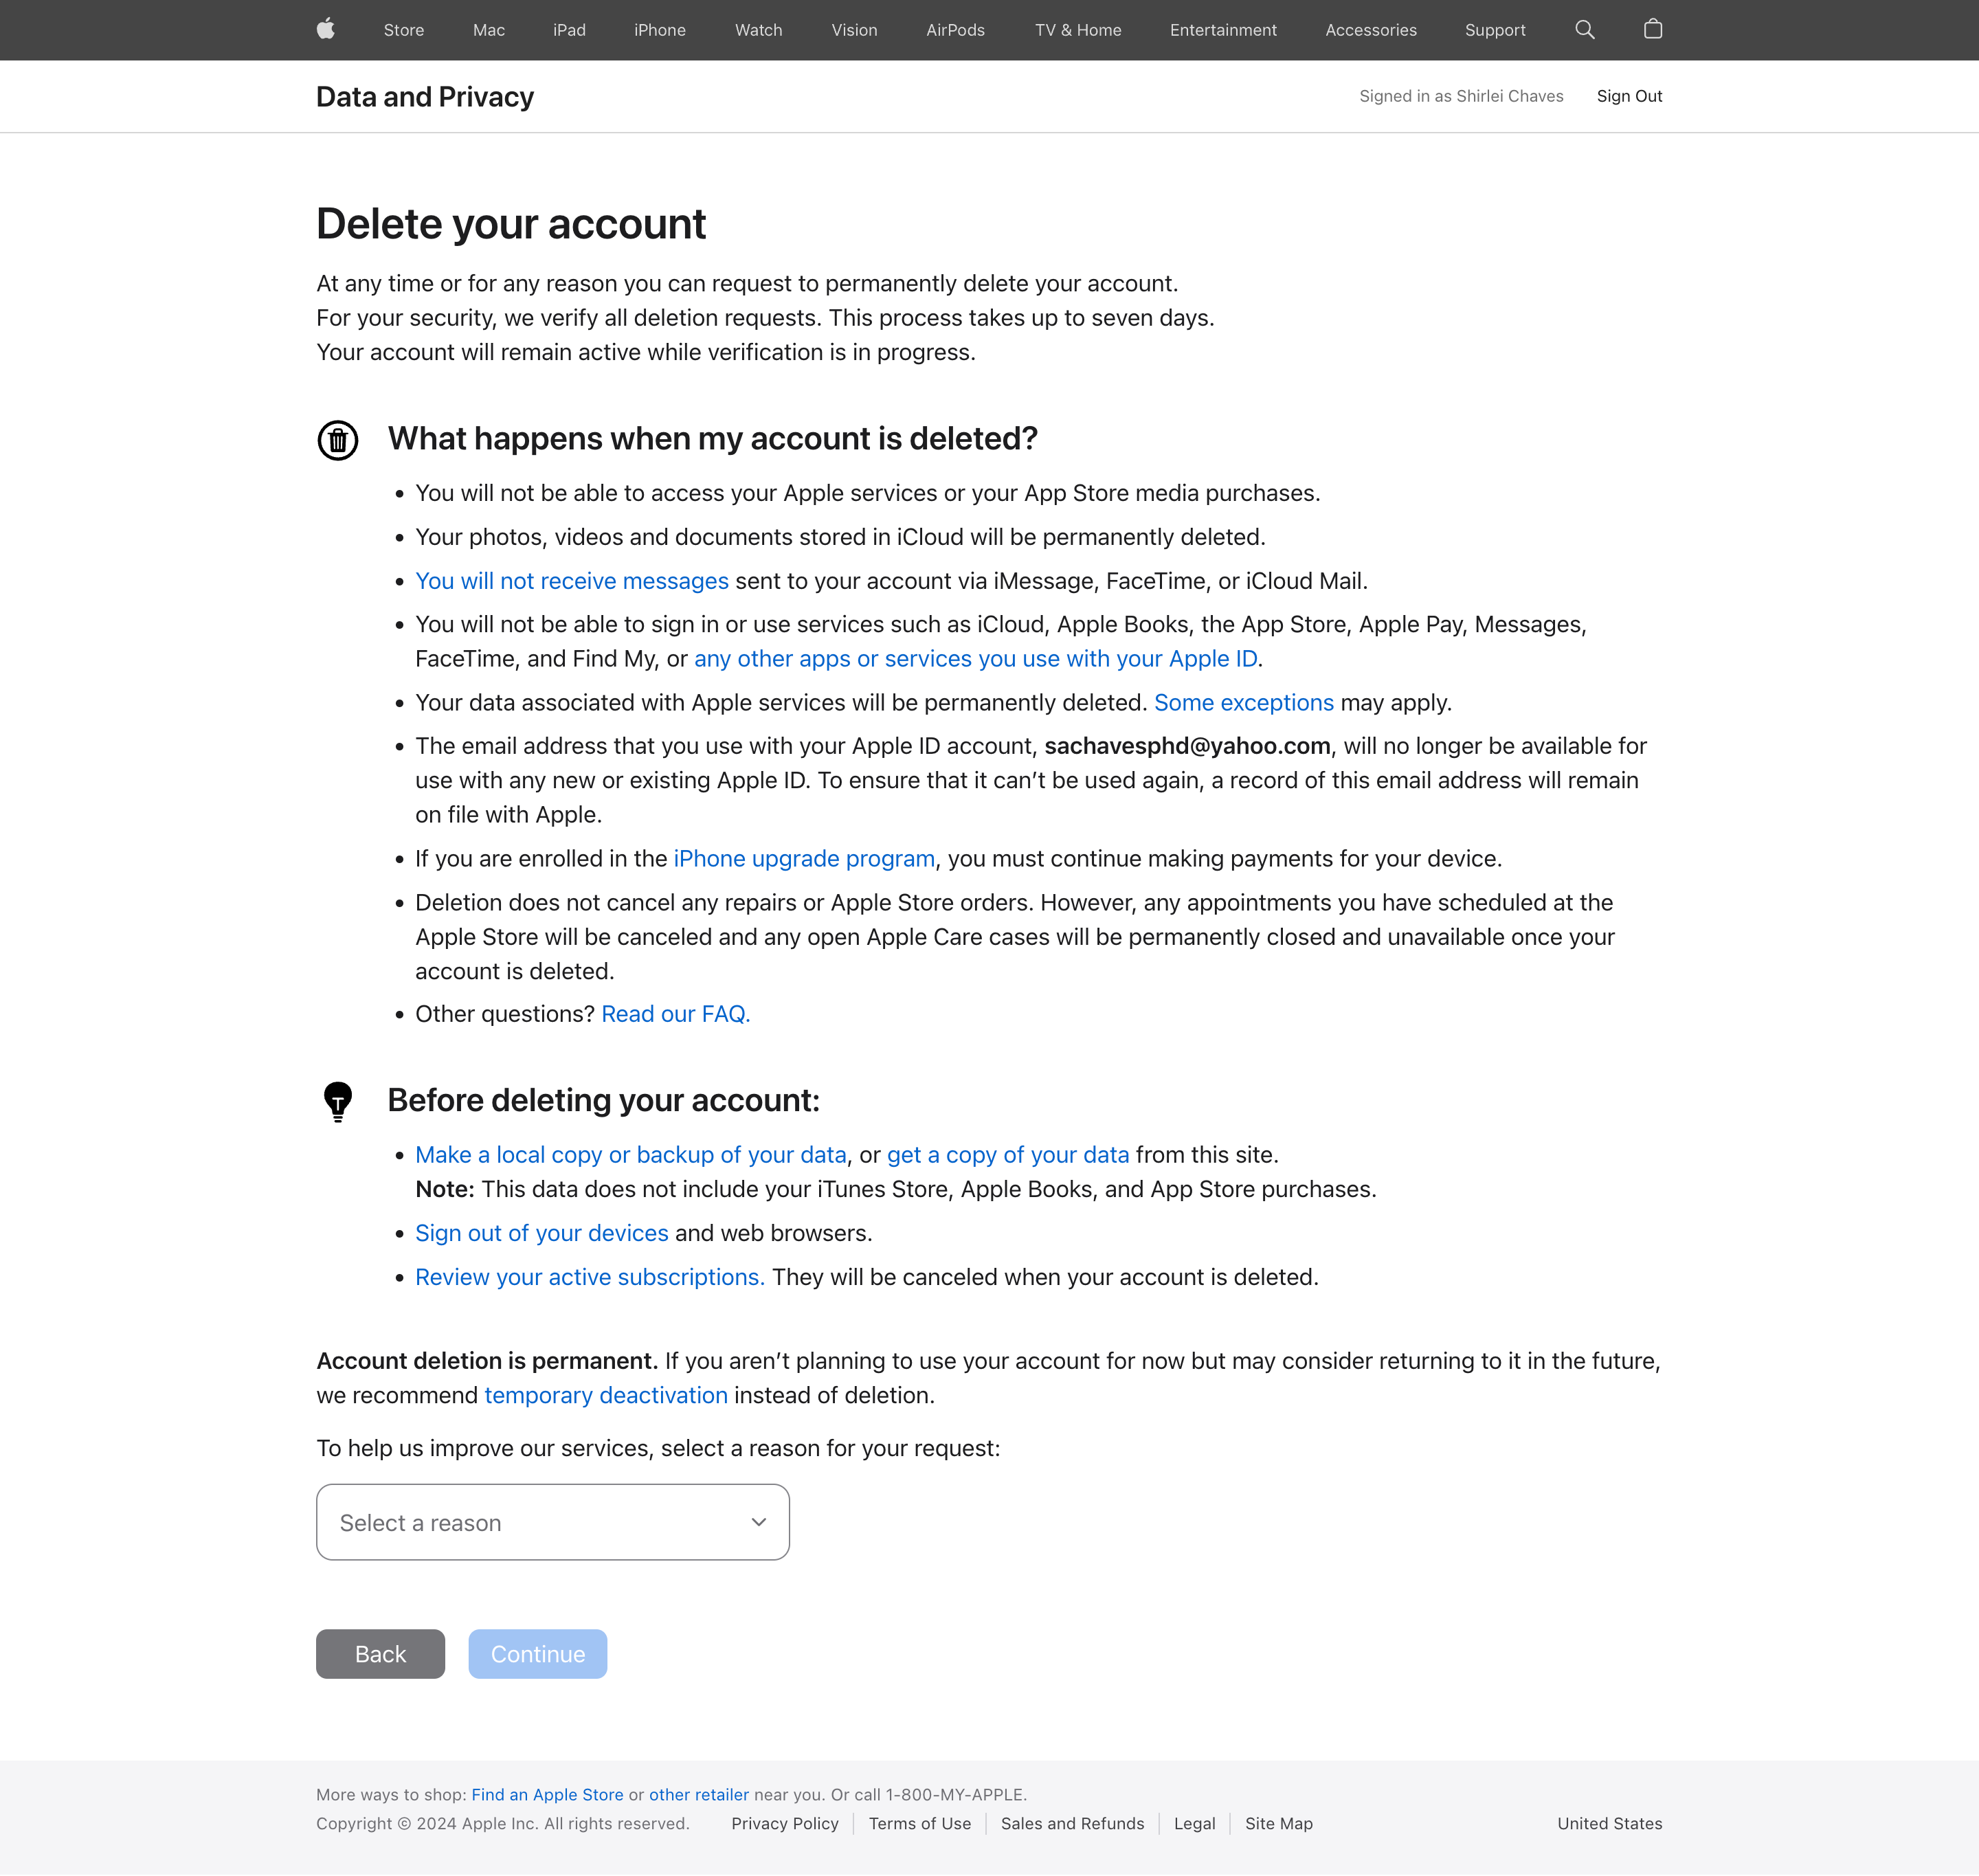 Store Mac iPad iPhone Watch Vision AirPods TV & Home Entertainment Accessories Support
Data and Privacy
Signed in as Shirlei Chaves Sign Out
Delete your account
At any time or for any reason you can request to permanently delete your account.
For your security, we verify all deletion requests. This process takes up to seven days.
Your account will remain active while verification is in progress.
What happens when my account is deleted?
• You will not be able to access your Apple services or your App Store media purchases.
• Your photos, videos and documents stored in iCloud will be permanently deleted.
• You will not receive messages sent to your account via iMessage, FaceTime, or iCloud Mail.
• You will not be able to sign in or use services such as iCloud, Apple Books, the App Store, Apple Pay, Messages,
FaceTime, and Find My, or any other apps or services you use with your Apple ID.
• Your data associated with Apple services will be permanently deleted. Some exceptions may apply.
• The email address that you use with your Apple ID account, sachavesphd@yahoo.com, will no longer be available for
use with any new or existing Apple ID. To ensure that it can’t be used again, a record of this email address will remain
on file with Apple.
• If you are enrolled in the iPhone upgrade program, you must continue making payments for your device.
• Deletion does not cancel any repairs or Apple Store orders. However, any appointments you have scheduled at the
Apple Store will be canceled and any open Apple Care cases will be permanently closed and unavailable once your
account is deleted.
• Other questions? Read our FAQ.
Before deleting your account:
• Make a local copy or backup of your data, or get a copy of your data from this site.
Note: This data does not include your iTunes Store, Apple Books, and App Store purchases.
• Sign out of your devices and web browsers.
• Review your active subscriptions. They will be canceled when your account is deleted.
Account deletion is permanent. If you aren’t planning to use your account for now but may consider returning to it in the future,
we recommend temporary deactivation instead of deletion.
To help us improve our services, select a reason for your request:
Select a reason
Back Continue
More ways to shop: Find an Apple Store or other retailer near you. Or call 1-800-MY-APPLE.
Copyright © 2024 Apple Inc. All rights reserved. Privacy Policy Terms of Use Sales and Refunds Legal Site Map United States